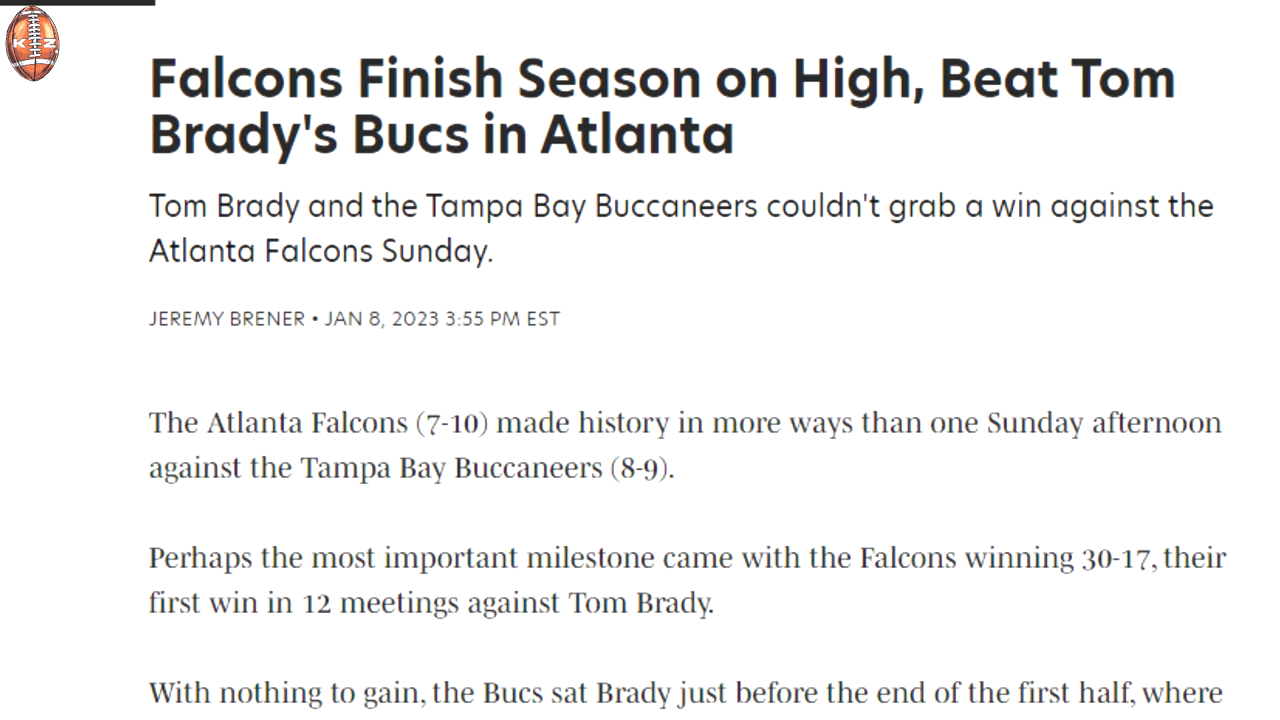 K Z
Falcons Finish Season on High, Beat Tom
Brady's Bucs in Atlanta
Tom Brady and the Tampa Bay Buccaneers couldn't grab a win against the
Atlanta Falcons Sunday.
JEREMY BRENER • JAN 8, 2023 3:55 PM EST
The Atlanta Falcons (7-10) made history in more ways than one Sunday afternoon
against the Tampa Bay Buccaneers (8-9).
Perhaps the most important milestone came with the Falcons winning 30-17, their
first win in 12 meetings against Tom Brady.
With nothing to gain, the Bucs sat Brady just before the end of the first half, where